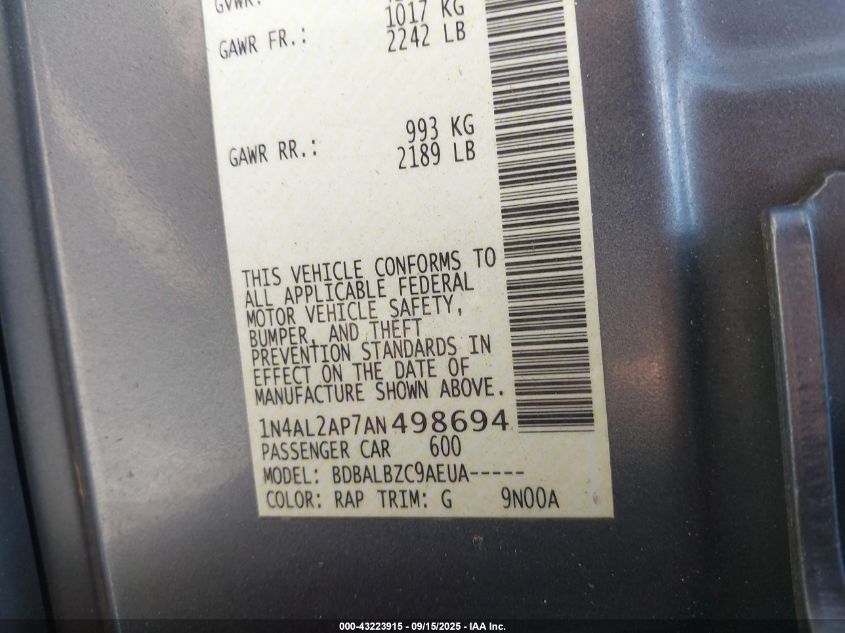 GVWR:
1017 KG
GAWR FR.: 2242 LB
993 KG
GAWR RR.: 2189 LB
THIS VEHICLE CONFORMS TO
ALL APPLICABLE FEDERAL
MOTOR VEHICLE SAFETY,
BUMPER, AND THEFT
PREVENTION STANDARDS IN
EFFECT ON THE DATE OF
MANUFACTURE SHOWN ABOVE.
1N4AL2AP7AN498694
PASSENGER CAR 600
MODEL: BDBALBZC9AEUA-----
COLOR: RAP TRIM: G 9N00A
000-43223915 - 09/15/2025 - IAA Inc.